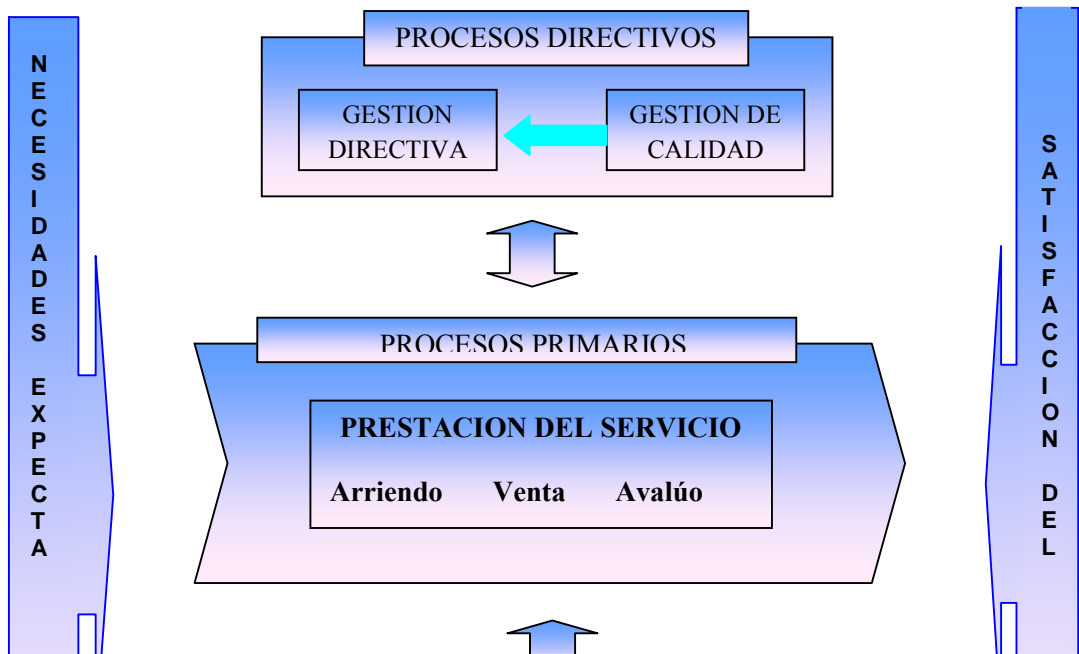 PROCESOS DIRECTIVOS
GESTION
DIRECTIVA
GESTION DE
CALIDAD
NECESIDADES EXPECTA
PROCESOS PRIMARIOS
PRESTACION DEL SERVICIO
Arriendo Venta Avalúo
SATISFACCION DEL